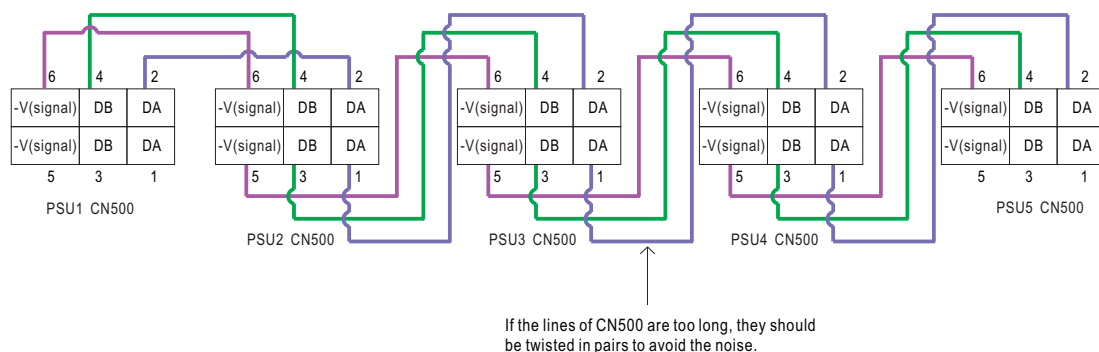 6 4 2 6 4 2 6 4 2 6 4 2 6 4 2
-V(signal) DB DA -V(signal) DB DA -V(signal) DB DA -V(signal) DB DA -V(signal) DB DA
-V(signal) DB DA -V(signal) DB DA -V(signal) DB DA -V(signal) DB DA -V(signal) DB DA
5 3 1 5 3 1 5 3 1 5 3 1 5 3 1
PSU1 CN500
PSU2 CN500
PSU3 CN500
PSU4 CN500
PSU5 CN500
If the lines of CN500 are too long, they should
be twisted in pairs to avoid the noise.